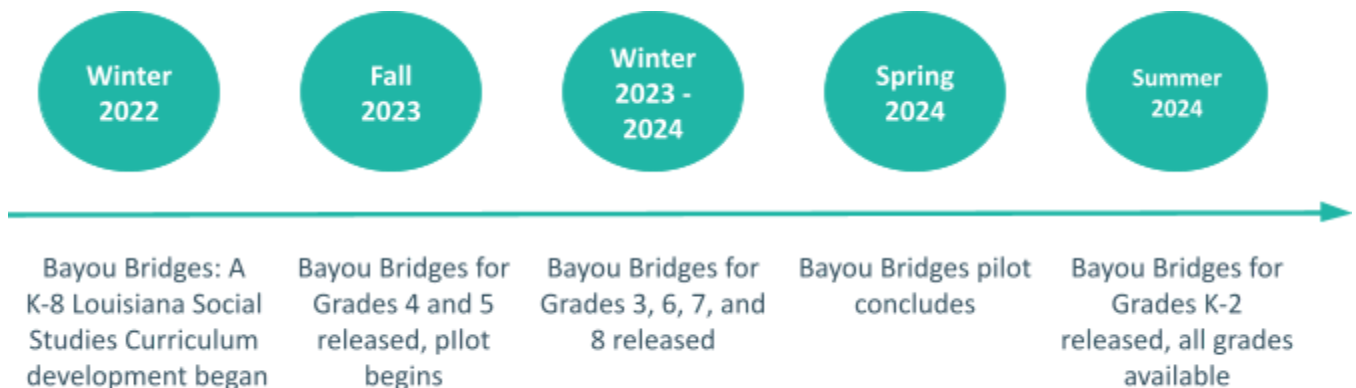 Winter
2022
Fall
2023
Winter
2023 -
2024
Spring
2024
Summer
2024
Bayou Bridges: A
K-8 Louisiana Social
Studies Curriculum
development began
Bayou Bridges for
Grades 4 and 5
released, pIlot
begins
Bayou Bridges for
Grades 3, 6, 7, and
8 released
Bayou Bridges pilot
concludes
Bayou Bridges for
Grades K-2
released, all grades
available